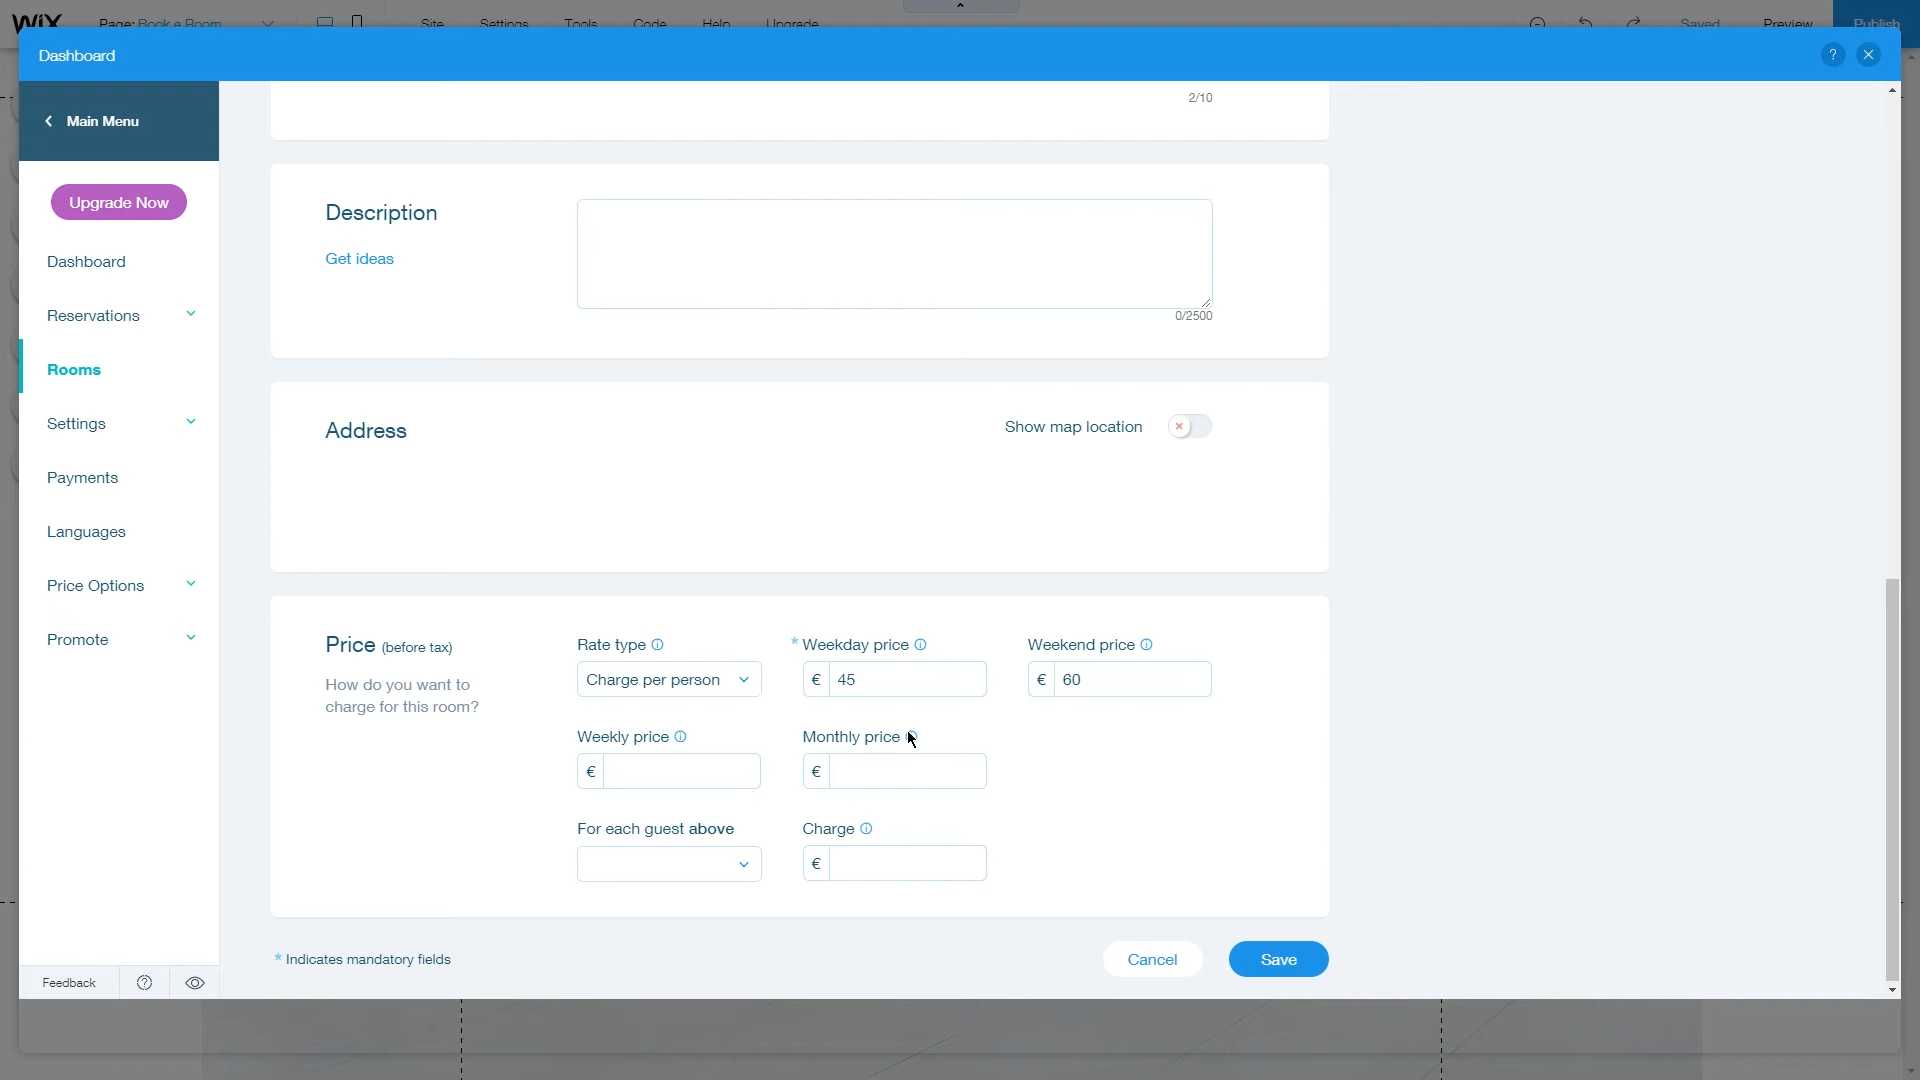 WiX Page: Book a Room Site Settings Tools Code Help Upgrade Saved Preview Publish
Dashboard ?
Main Menu
2/10
Upgrade Now
Description
Get ideas
0/2500
Dashboard
Reservations
Rooms
Settings
Payments
Languages
Price Options
Promote
Address
Show map location
Price (before tax)
How do you want to
charge for this room?
Rate type
* Weekday price
Weekend price
Charge per person
€ 45
€ 60
Weekly price
Monthly price
€
€
For each guest above
Charge
€
* Indicates mandatory fields
Cancel
Save
Feedback ?